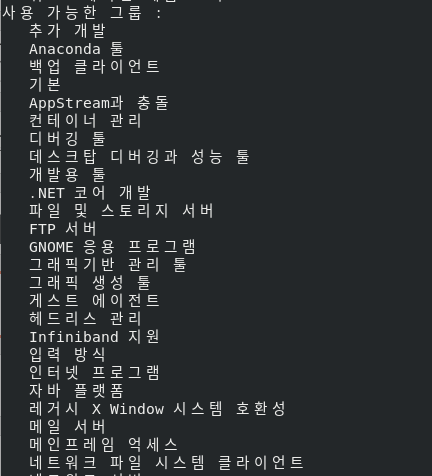 사용 가능한 그룹 :
추가 개발
Anaconda 툴
백업 클라이언트
기본
AppStream과 충돌
컨테이너 관리
디버깅 툴
데스크탑 디버깅과 성능 툴
개발용 툴
.NET 코어 개발
파일 및 스토리지 서버
FTP 서버
GNOME 응용 프로그램
그래픽기반 관리 툴
그래픽 생성 툴
게스트 에이전트
헤드리스 관리
Infiniband 지원
입력 방식
인터넷 프로그램
자바 플랫폼
레거시 X Window 시스템 호환성
메일 서버
메인프레임 억세스
네트워크 파일 시스템 클라이언트